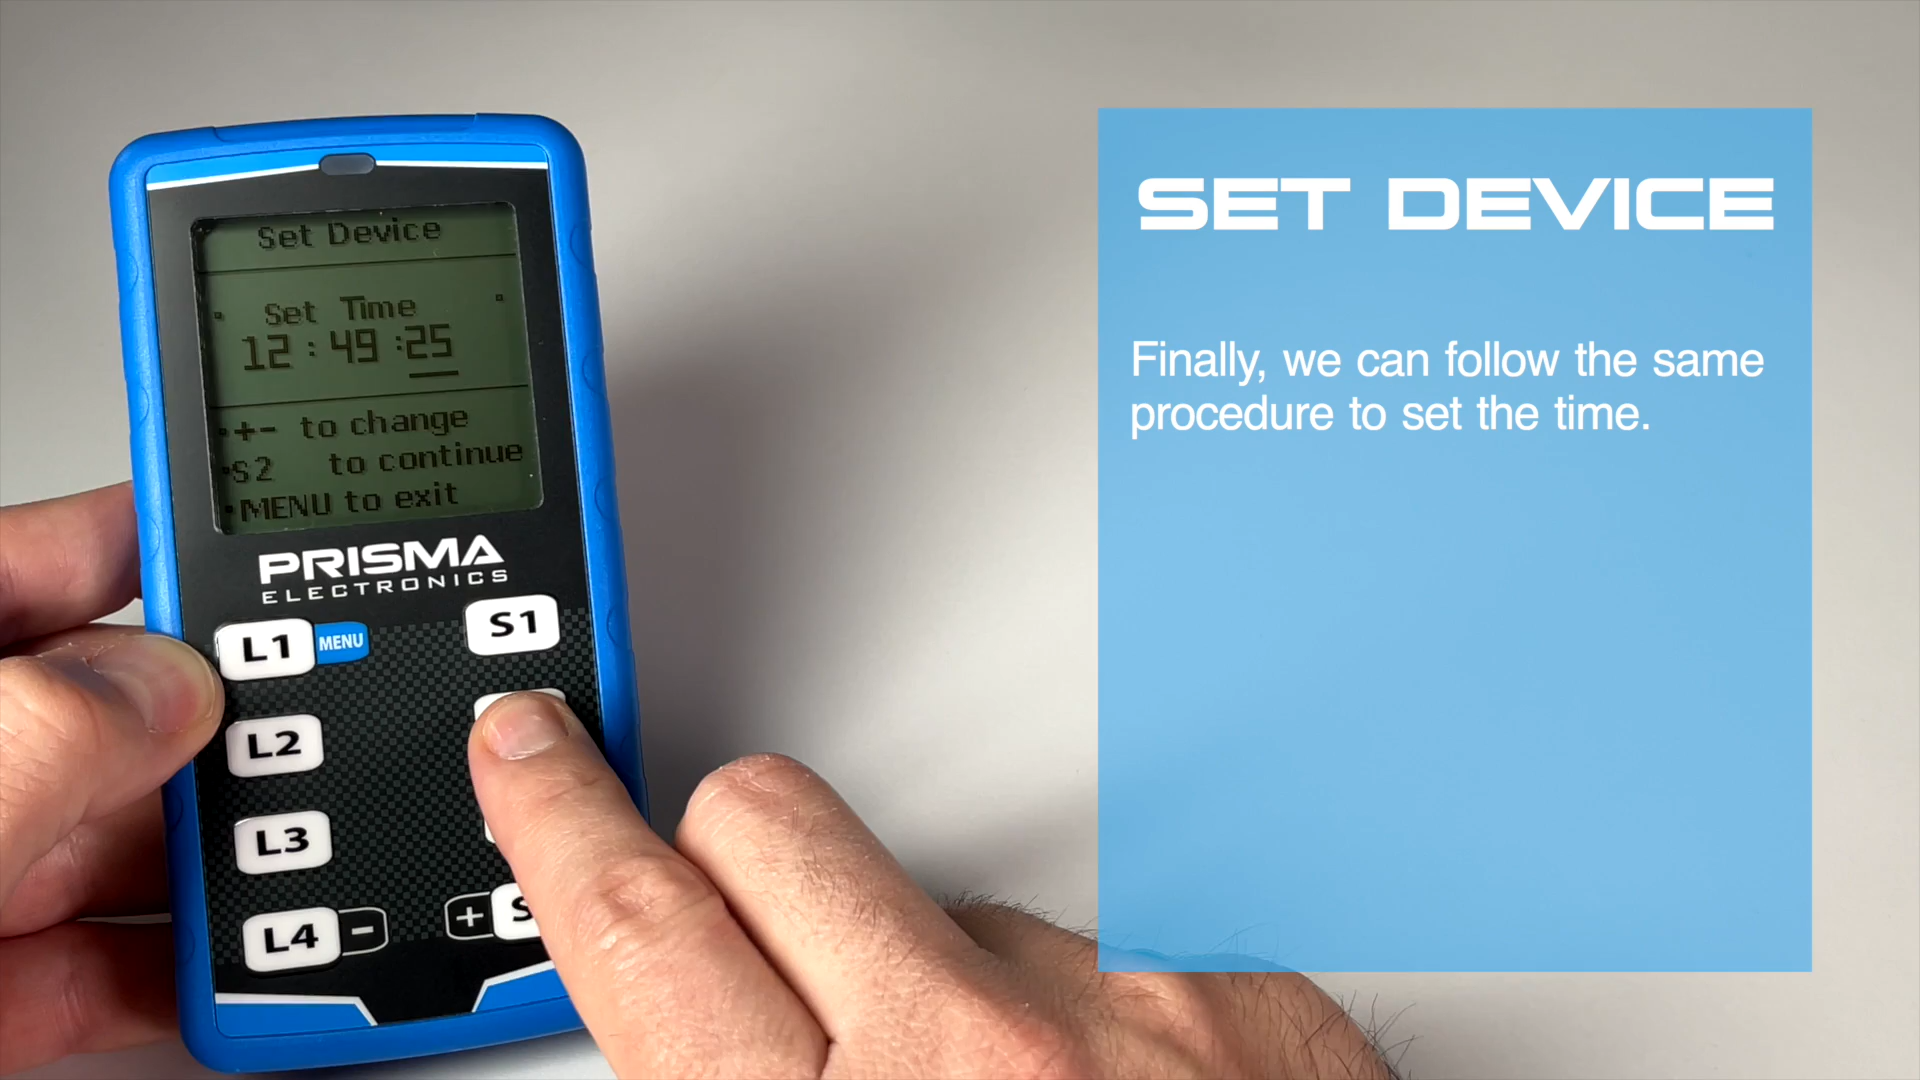 Set Device
Set Time
12 : 49 : 25
+- to change
S2 to continue
MENU to exit
PRISMA
ELECTRONICS
L1 MENU
S1
L2
L3
L4 -
+ S
SET DEVICE
Finally, we can follow the same
procedure to set the time.